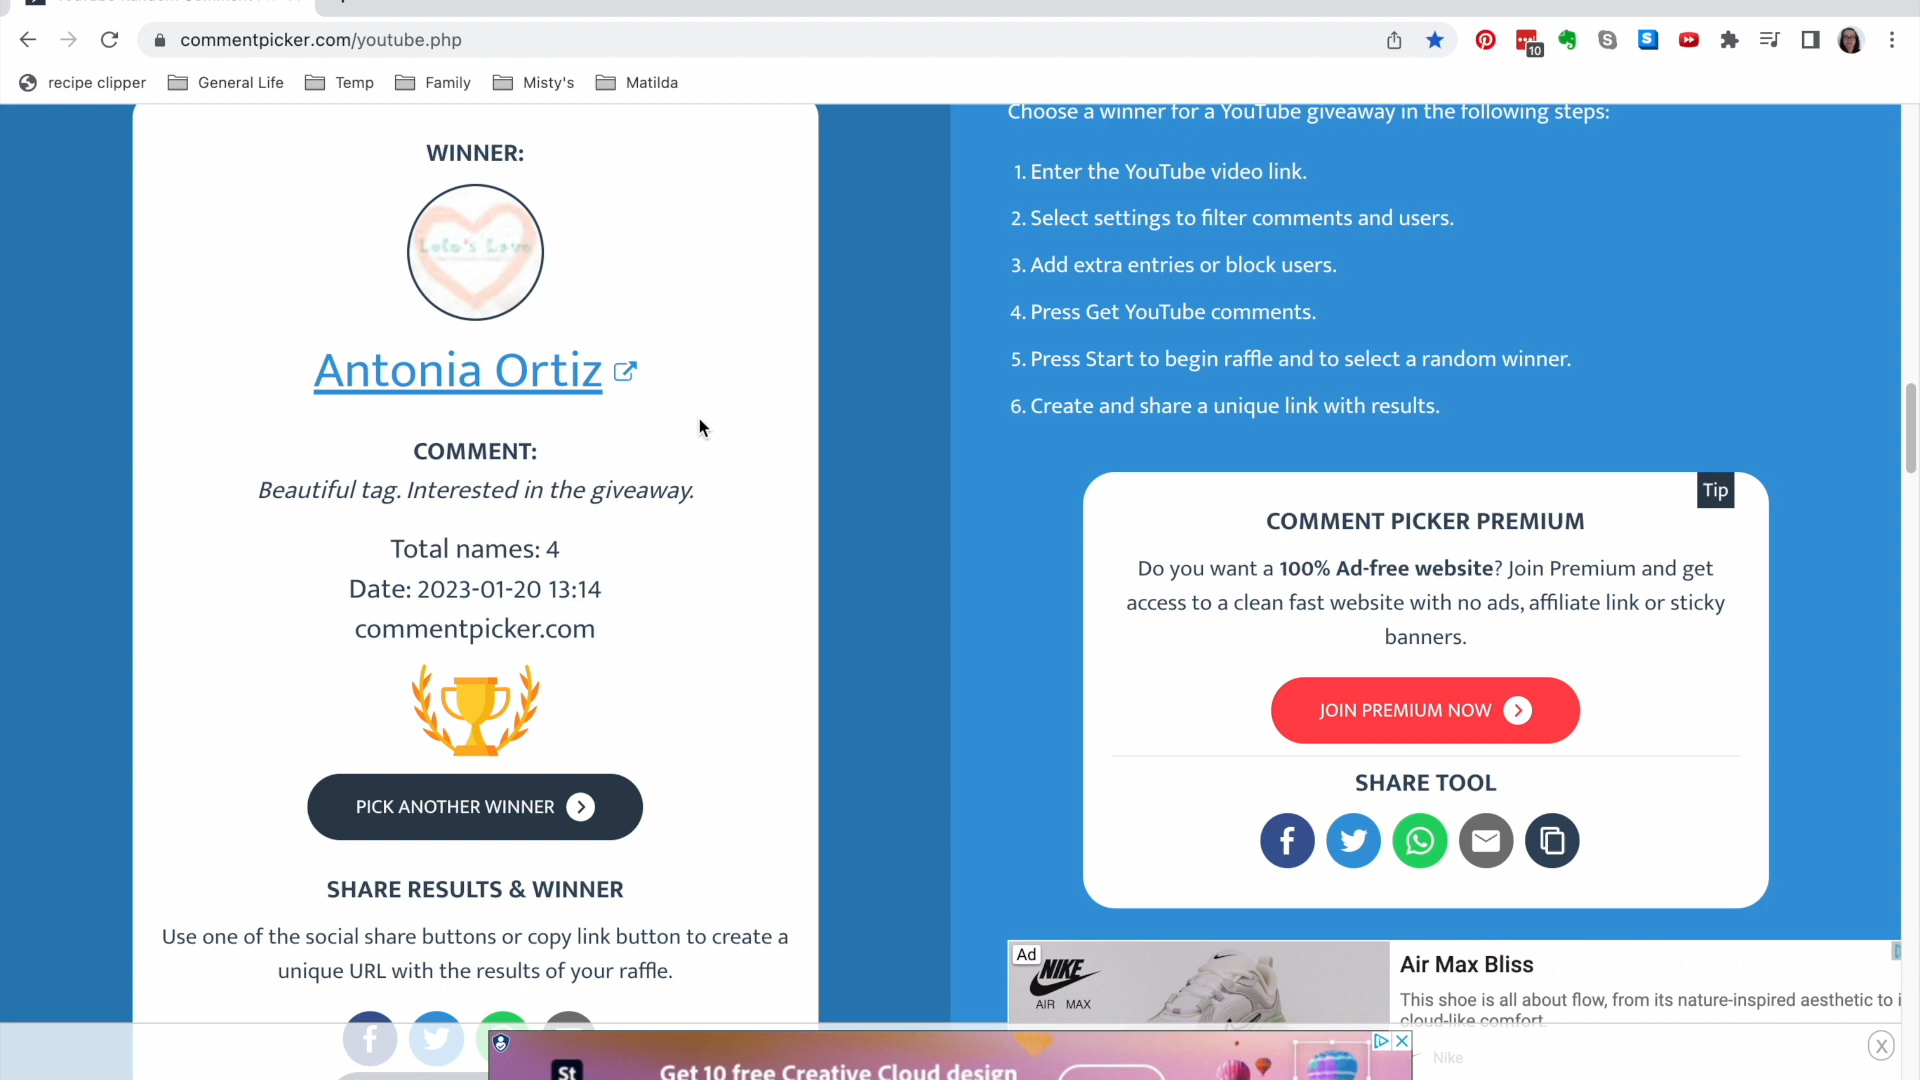 commentpicker.com/youtube.php
10
recipe clipper
General Life
Temp
Family
Misty's
Matilda
WINNER:
Lola's Love
Antonia Ortiz
COMMENT:
Beautiful tag. Interested in the giveaway.
Total names: 4
Date: 2023-01-20 13:14
commentpicker.com
PICK ANOTHER WINNER
SHARE RESULTS & WINNER
Use one of the social share buttons or copy link button to create a
unique URL with the results of your raffle.
Choose a winner for a YouTube giveaway in the following steps:
1. Enter the YouTube video link.
2. Select settings to filter comments and users.
3. Add extra entries or block users.
4. Press Get YouTube comments.
5. Press Start to begin raffle and to select a random winner.
6. Create and share a unique link with results.
Tip
COMMENT PICKER PREMIUM
Do you want a 100% Ad-free website? Join Premium and get
access to a clean fast website with no ads, affiliate link or sticky
banners.
JOIN PREMIUM NOW
SHARE TOOL
Ad
NIKE
AIR MAX
Air Max Bliss
This shoe is all about flow, from its nature-inspired aesthetic to
cloud-like comfort.
Nike
St
Get 10 free Creative Cloud design